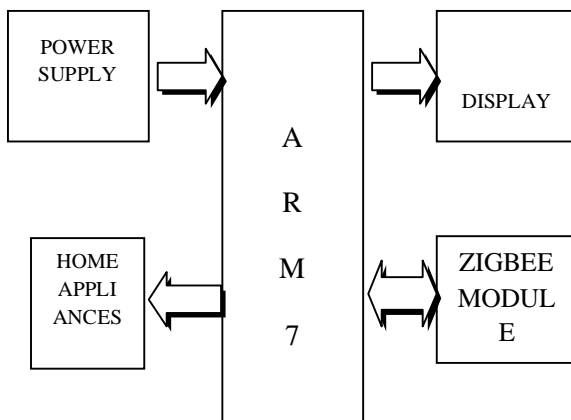 POWER
SUPPLY
DISPLAY
A
R
M
7
HOME
APPLI
ANCES
ZIGBEE
MODUL
E